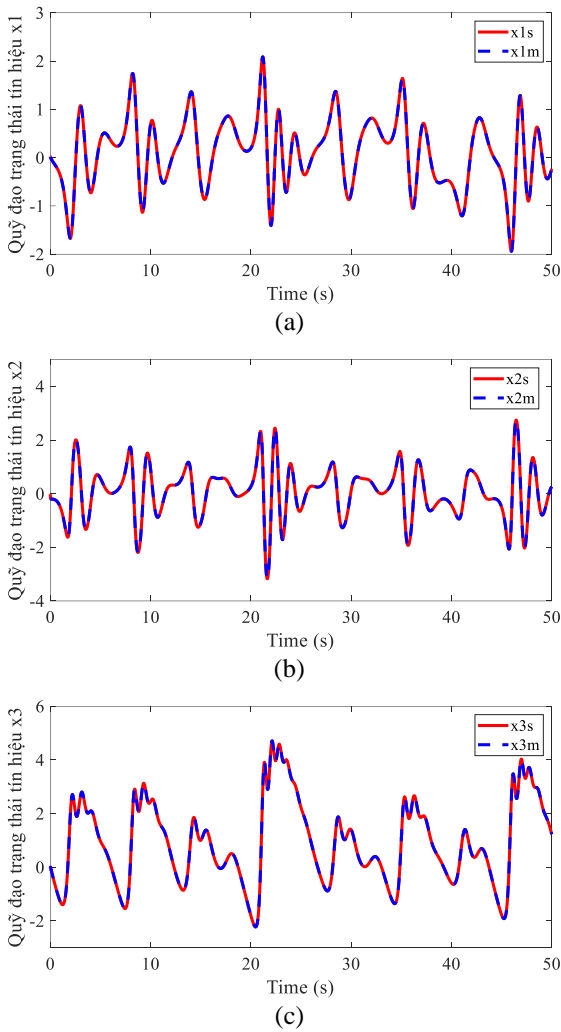 Quỹ đạo trạng thái tín hiệu x1
3
2
1
0
-1
-2
x1s
x1m
0
10
20
30
40
50
Time (s)
(a)
Quỹ đạo trạng thái tín hiệu x2
4
2
0
-2
-4
x2s
x2m
0
10
20
30
40
50
Time (s)
(b)
Quỹ đạo trạng thái tín hiệu x3
6
4
2
0
-2
x3s
x3m
0
10
20
30
40
50
Time (s)
(c)